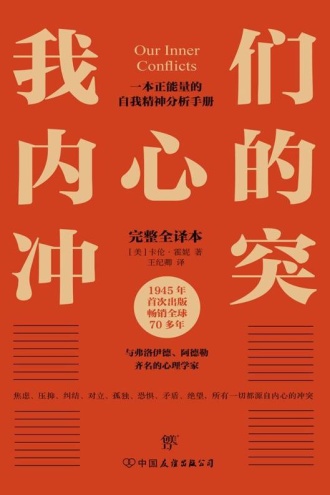 我们
Our Inner
Conflicts
一本正能量的
自我精神分析手册
内心的
冲突
完整全译本
[美]卡伦·霍妮 著
王纪卿 译
1945年
首次出版
畅销全球
70多年
与弗洛伊德、阿德勒
齐名的心理学家
焦虑、压抑、纠结、对立、孤独、恐惧、矛盾、绝望，所有一切都源自内心的冲突
中国友谊出版公司